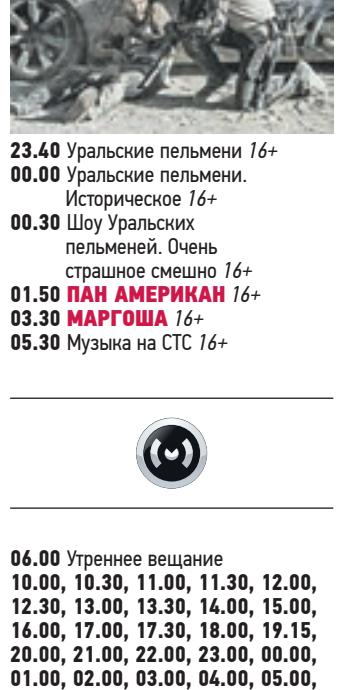 23.40 Уральские пельмени 16+
00.00 Уральские пельмени.
Историческое 16+
00.30 Шоу Уральских
пельменей. Очень
страшное смешно 16+
01.50 ПАН АМЕРИКАН 16+
03.30 МАРГОША 16+
05.30 Музыка на СТС 16+
06.00 Утреннее вещание
10.00, 10.30, 11.00, 11.30, 12.00,
12.30, 13.00, 13.30, 14.00, 15.00,
16.00, 17.00, 17.30, 18.00, 19.15,
20.00, 21.00, 22.00, 23.00, 00.00,
01.00, 02.00, 03.00, 04.00, 05.00,